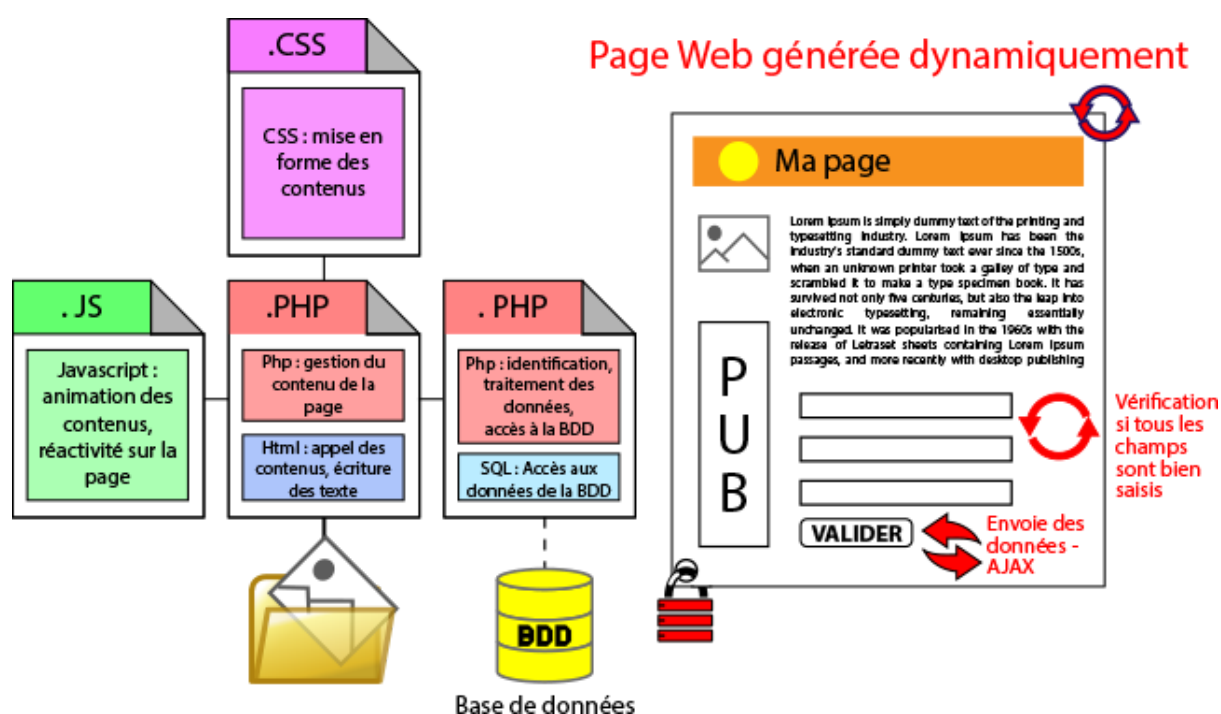 .CSS
CSS : mise en
forme des
contenus
. JS
Javascript :
animation des
contenus,
réactivité sur la
page
.PHP
Php : gestion du
contenu de la
page
Html : appel des
contenus, écriture
des texte
. PHP
Php : identification,
traitement des
données,
accès à la BDD
SQL : Accès aux
données de la BDD
BDD
Base de données
Page Web générée dynamiquement
Ma page
Lorem Ipsum is simply dummy text of the printing and
typesetting industry. Lorem Ipsum has been the
industry's standard dummy text ever since the 1500s,
when an unknown printer took a galley of type and
scrambled it to make a type specimen book. It has
survived not only five centuries, but also the leap into
electronic typesetting, remaining essentially
unchanged. It was popularised in the 1960s with the
release of Letraset sheets containing Lorem Ipsum
passages, and more recently with desktop publishing
P
U
B
Vérification
si tous les
champs
sont bien
saisis
VALIDER
Envoie des
données -
AJAX